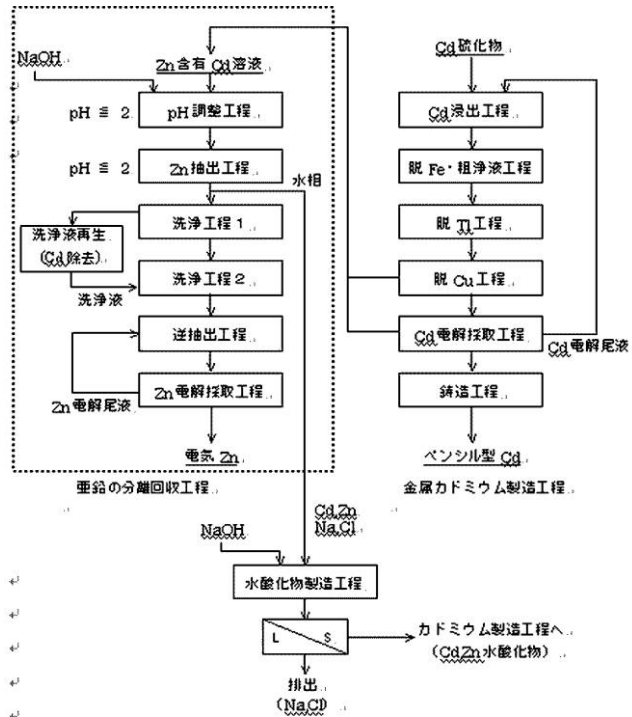 NaOH
Zn含有Cd溶液
pH ≦ 2
pH調整工程
pH ≦ 2
Zn抽出工程
水相
洗浄工程1
洗浄液再生
(Cd除去)
洗浄液
洗浄工程2
逆抽出工程
Zn電解尾液
Zn電解採取工程
電気Zn
亜鉛の分離回収工程
Cd硫化物
Cd浸出工程
脱Fe・粗浄液工程
脱Tl工程
脱Cu工程
Cd電解採取工程
Cd電解尾液
鋳造工程
ペンシル型Cd
金属カドミウム製造工程
Cd,Zn
Na,Cl
NaOH
水酸化物製造工程
L
S
カドミウム製造工程へ
(Cd,Zn水酸化物)
排出
(NaCl)